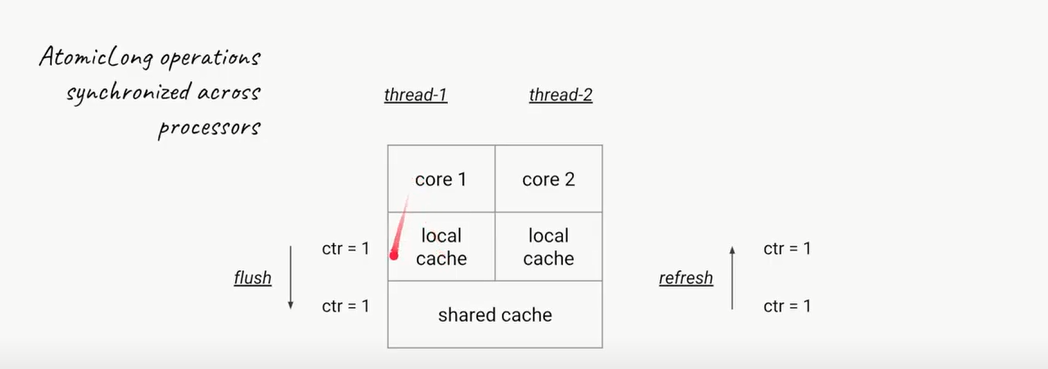 AtomicLong operations
synchronized across
processors
thread-1
thread-2
core 1
core 2
local
cache
local
cache
shared cache
flush
ctr = 1
ctr = 1
refresh
ctr = 1
ctr = 1